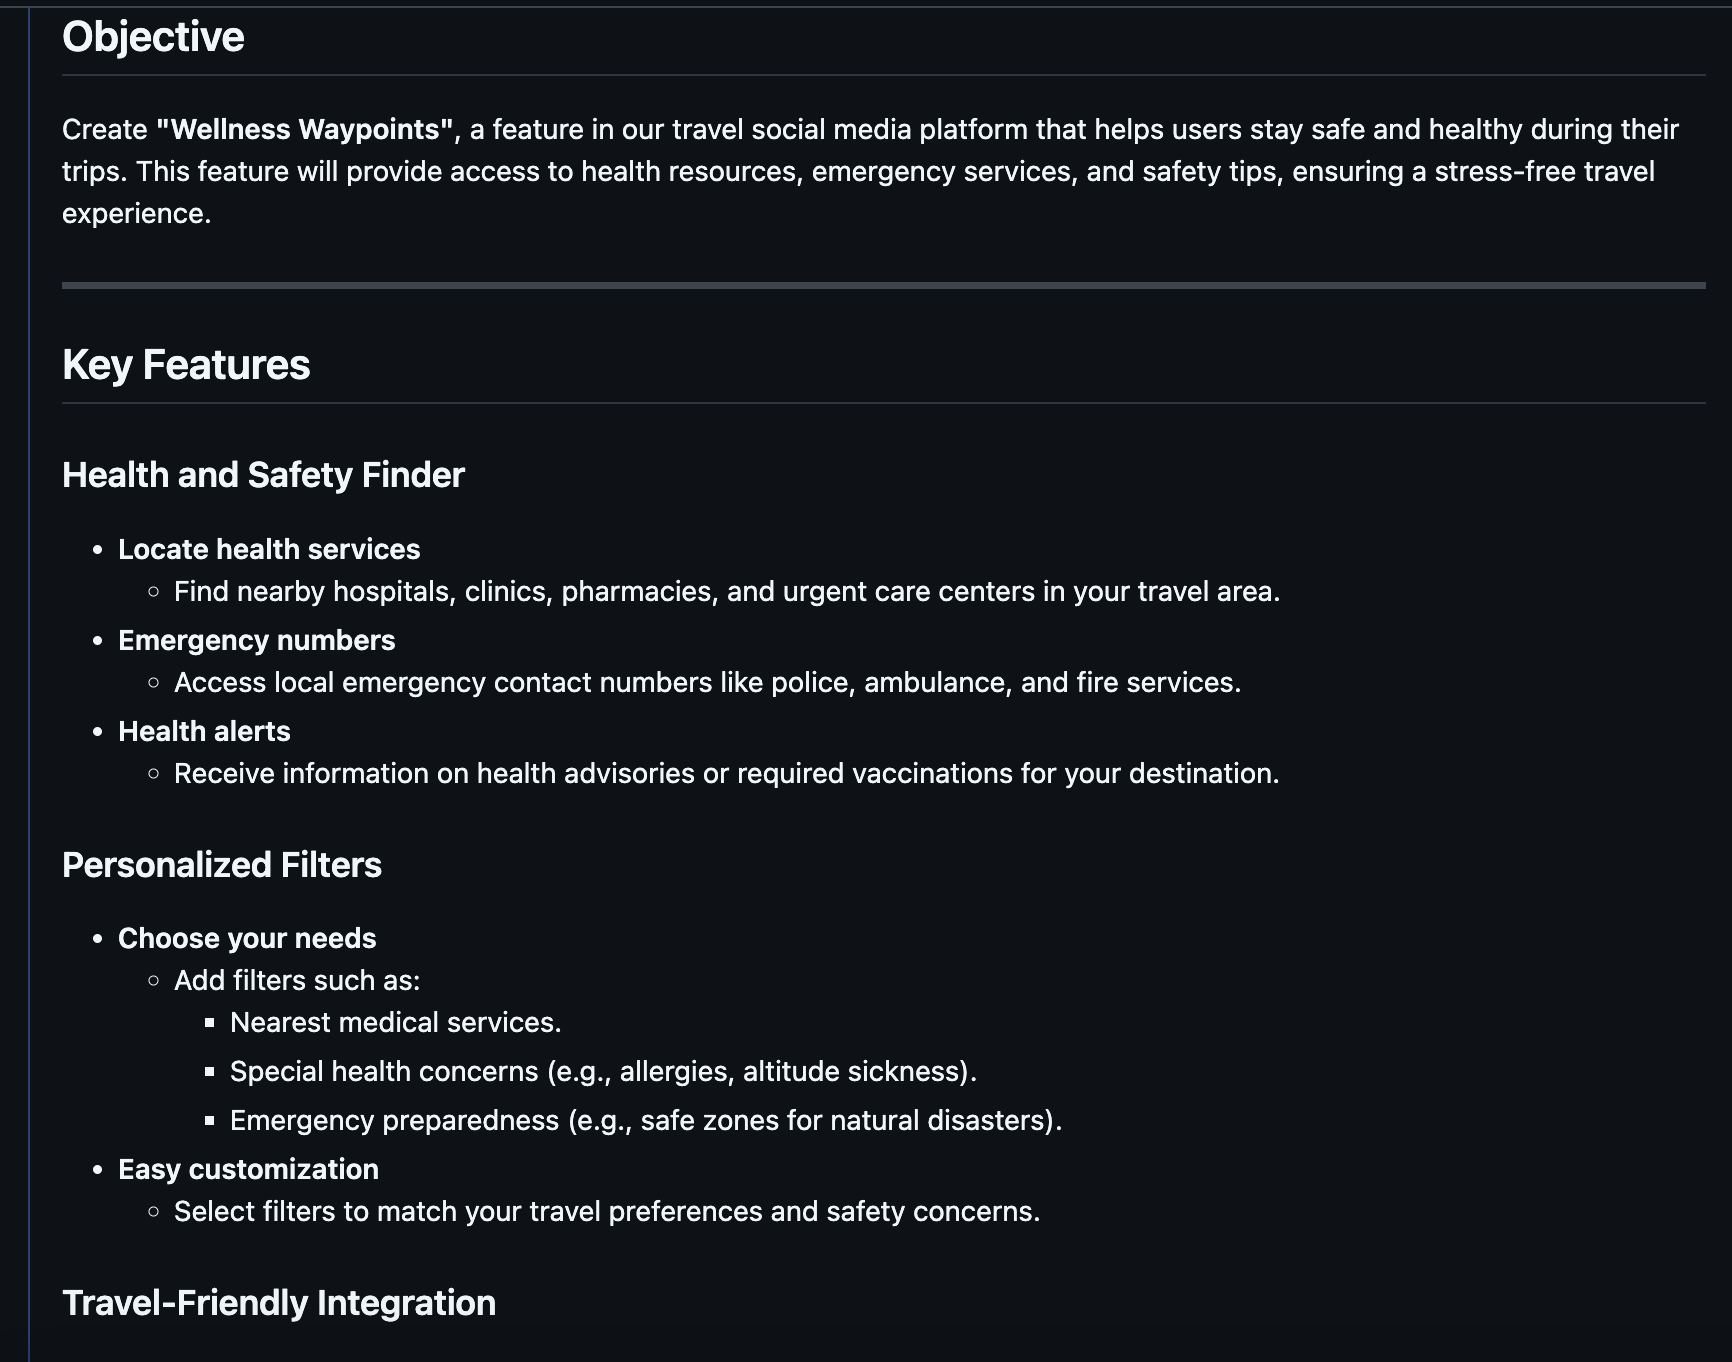 Objective
Create "Wellness Waypoints", a feature in our travel social media platform that helps users stay safe and healthy during their
trips. This feature will provide access to health resources, emergency services, and safety tips, ensuring a stress-free travel
experience.
Key Features
Health and Safety Finder
• Locate health services
◦ Find nearby hospitals, clinics, pharmacies, and urgent care centers in your travel area.
• Emergency numbers
◦ Access local emergency contact numbers like police, ambulance, and fire services.
• Health alerts
◦ Receive information on health advisories or required vaccinations for your destination.
Personalized Filters
• Choose your needs
◦ Add filters such as:
▪ Nearest medical services.
▪ Special health concerns (e.g., allergies, altitude sickness).
▪ Emergency preparedness (e.g., safe zones for natural disasters).
• Easy customization
◦ Select filters to match your travel preferences and safety concerns.
Travel-Friendly Integration